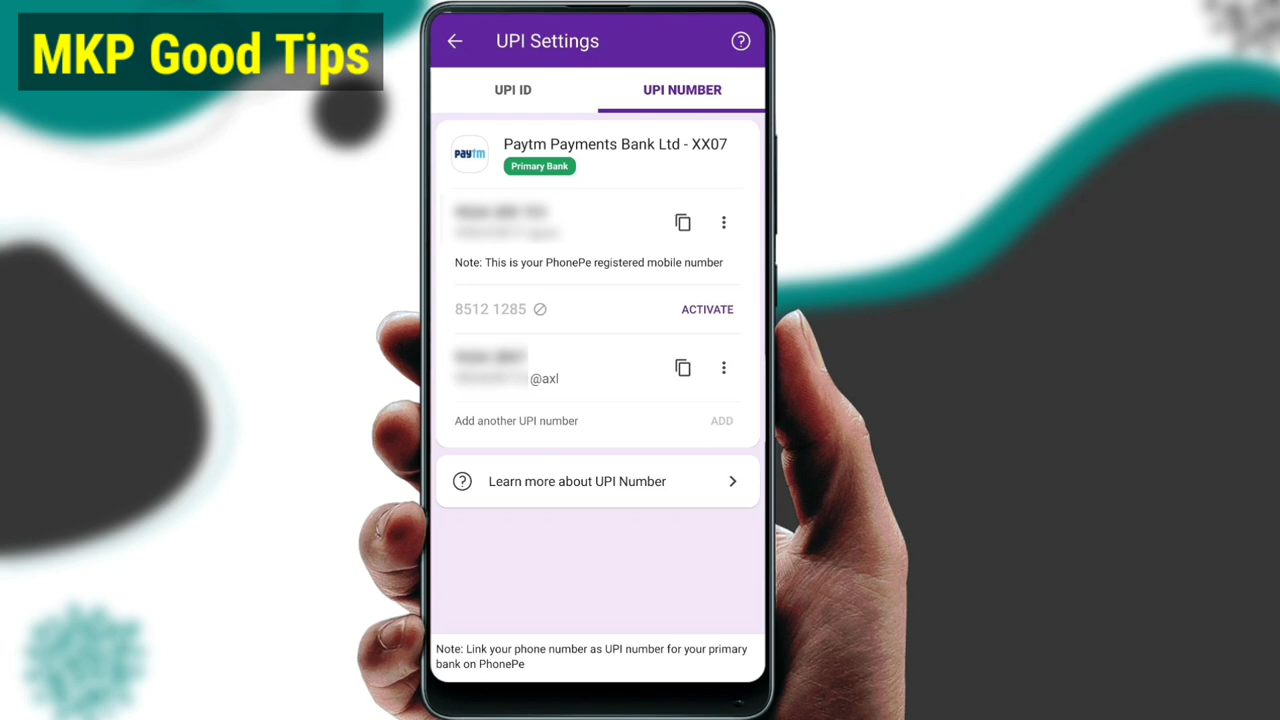 MKP Good Tips
UPI Settings
UPI ID
UPI NUMBER
Paytm Payments Bank Ltd - XX07
paytm
Primary Bank
Note: This is your PhonePe registered mobile number
8512 1285
ACTIVATE
@axl
Add another UPI number
ADD
Learn more about UPI Number
Note: Link your phone number as UPI number for your primary
bank on PhonePe